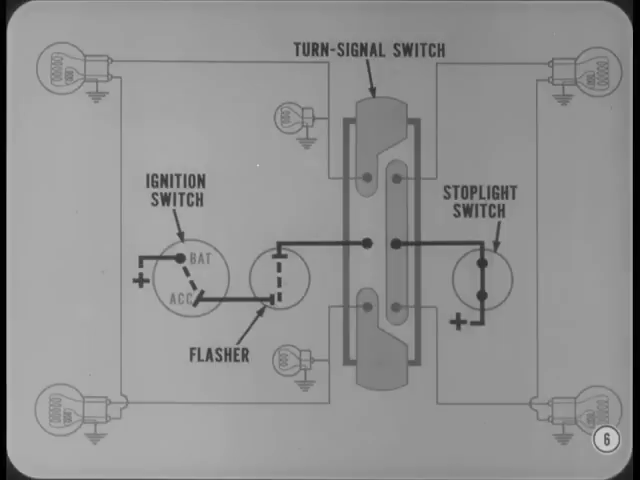 TURN-SIGNAL SWITCH
IGNITION
SWITCH
STOPLIGHT
SWITCH
BAT
+
ACC
+
FLASHER
6